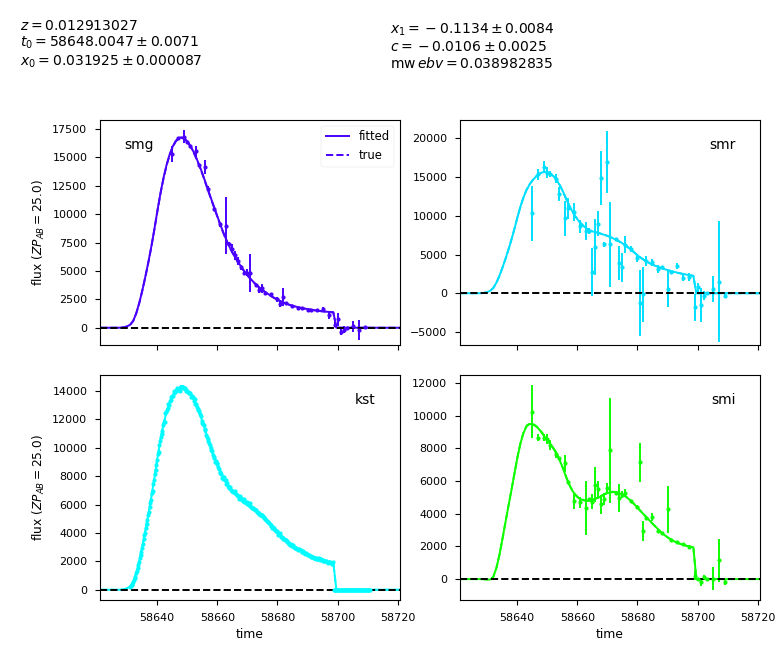 z = 0.012913027
t0 = 58648.0047 ± 0.0071
x0 = 0.031925 ± 0.000087
x1 = −0.1134 ± 0.0084
c = −0.0106 ± 0.0025
mw ebv = 0.038982835
flux (ZPAB = 25.0)
17500
15000
12500
10000
7500
5000
2500
0
smg
fitted
true
20000
15000
10000
5000
0
−5000
smr
flux (ZPAB = 25.0)
14000
12000
10000
8000
6000
4000
2000
0
kst
58640 58660 58680 58700 58720
time
12000
10000
8000
6000
4000
2000
0
smi
58640 58660 58680 58700 58720
time